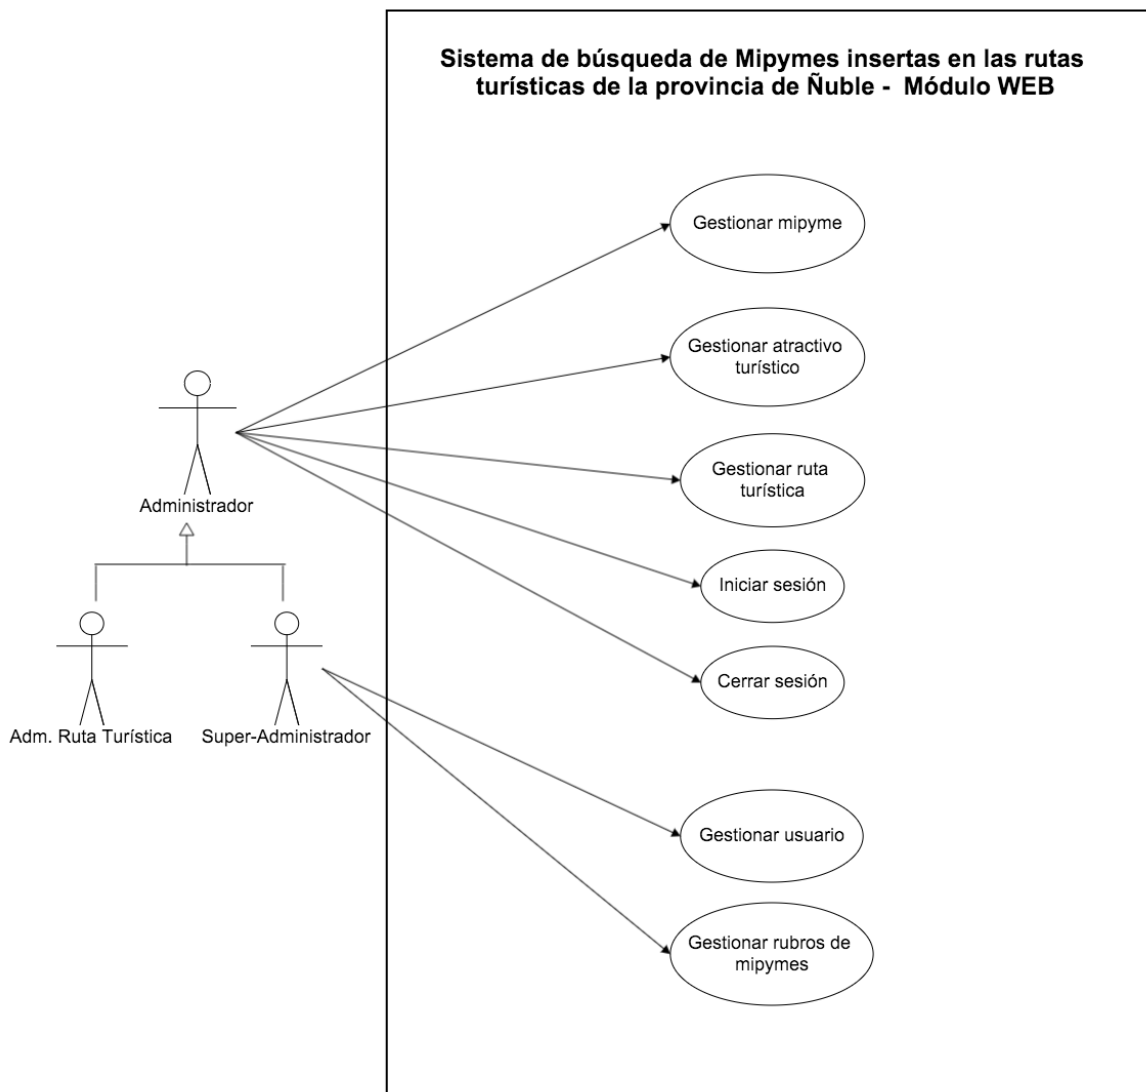 Sistema de búsqueda de Mipymes insertas en las rutas
turísticas de la provincia de Ñuble - Módulo WEB
Gestionar mipyme
Gestionar atractivo
turístico
Gestionar ruta
turística
Administrador
Iniciar sesión
Cerrar sesión
Adm. Ruta Turística
Super-Administrador
Gestionar usuario
Gestionar rubros de
mipymes